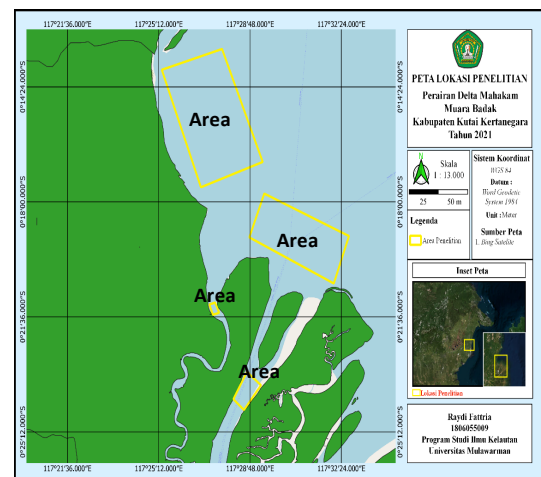 117°21'36.000"E 117°25'12.000"E 117°28'48.000"E 117°32'24.000"E
0°14'24.000"S
0°18'00.000"S
0°21'36.000"S
0°25'12.000"S
Area
Area
Area
Area
0°14'24.000"S
0°18'00.000"S
0°21'36.000"S
0°25'12.000"S
117°21'36.000"E 117°25'12.000"E 117°28'48.000"E 117°32'24.000"E
PETA LOKASI PENELITIAN
Perairan Delta Mahakam
Muara Badak
Kabupaten Kutai Kertanegara
Tahun 2021
N
Skala
1 : 13.000
25 50 m
Legenda
Area Penelitian
Sistem Koordinat
WGS 84
Datum :
Word Geodetic
System 1984
Unit : Matur
Sumber Peta
1. Bing Satelite
Inset Peta
Lokasi Penelitian
Raydi Fattria
1806055009
Program Studi Ilmu Kelautan
Universitas Mulawarman